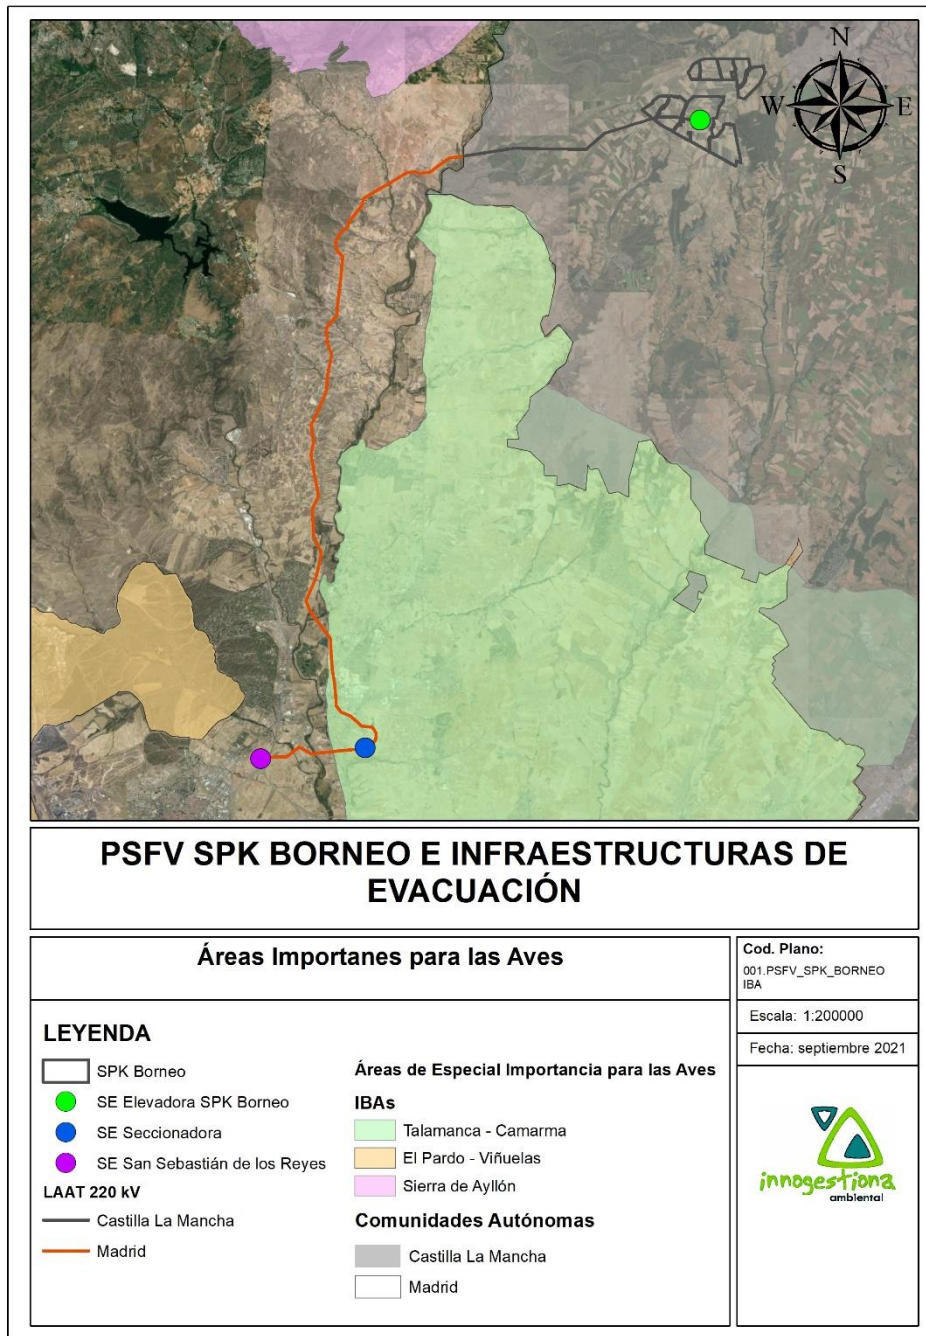 N
W
E
S
PSFV SPK BORNEO E INFRAESTRUCTURAS DE
EVACUACIÓN
Áreas Importanes para las Aves
Cod. Plano:
001.PSFV_SPK_BORNEO
IBA
Escala: 1:200000
Fecha: septiembre 2021
LEYENDA
SPK Borneo
SE Elevadora SPK Borneo
SE Seccionadora
SE San Sebastián de los Reyes
LAAT 220 kV
Castilla La Mancha
Madrid
Áreas de Especial Importancia para las Aves
IBAs
Talamanca - Camarma
El Pardo - Viñuelas
Sierra de Ayllón
Comunidades Autónomas
Castilla La Mancha
Madrid
innogestiona
ambiental